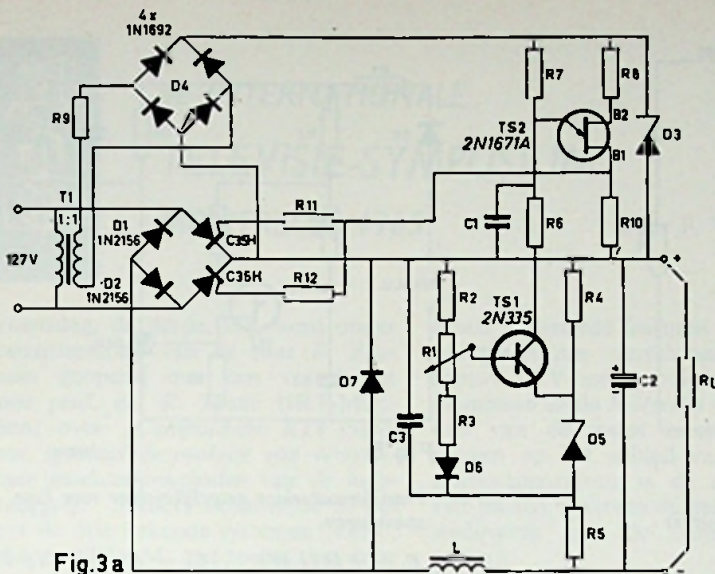 4x
1N1692
D4
R9
T1
1:1
127V
D1
1N2156
D2
1N2156
C35H
C35H
R11
R12
R7
R8
TS2
2N1671A
B2
B1
D3
C1
R6
R10
+
R2
TS1
2N335
R4
R1
D7
C3
R3
D6
D5
R5
+
C2
RL
L
-
Fig.3a